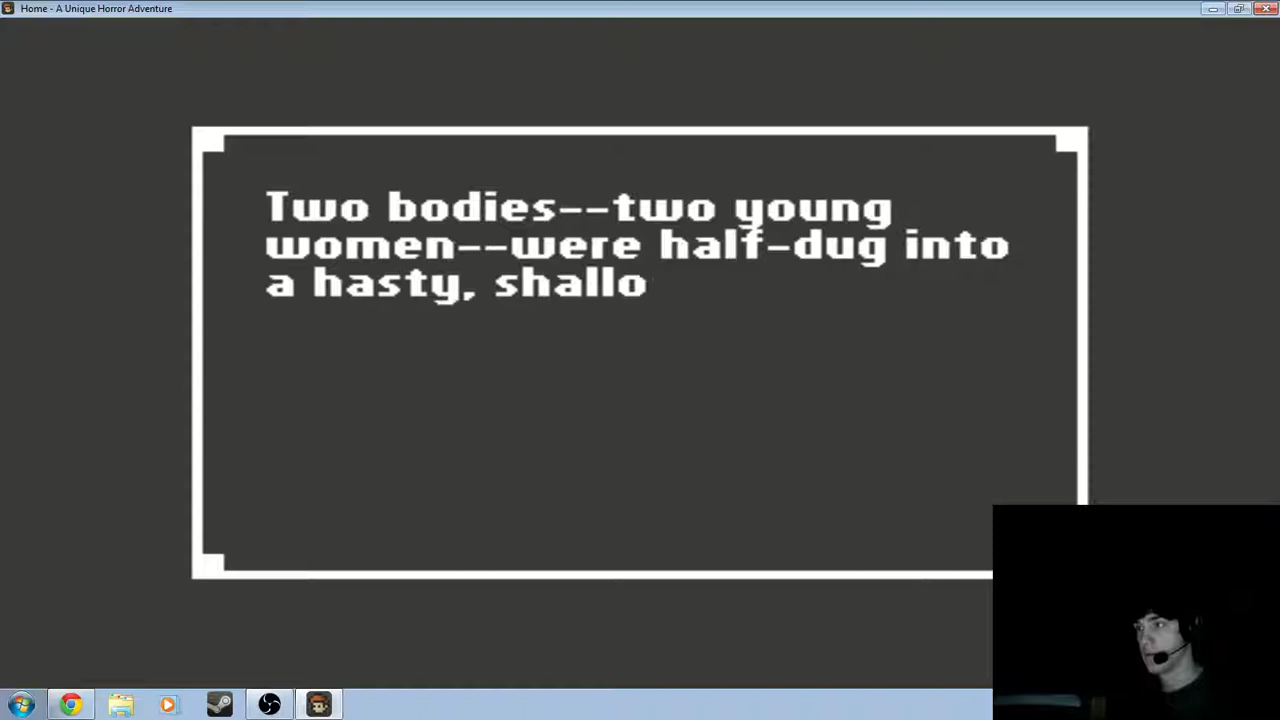 Home - A Unique Horror Adventure
Two bodies--two young
women--were half-dug into
a hasty, shallo